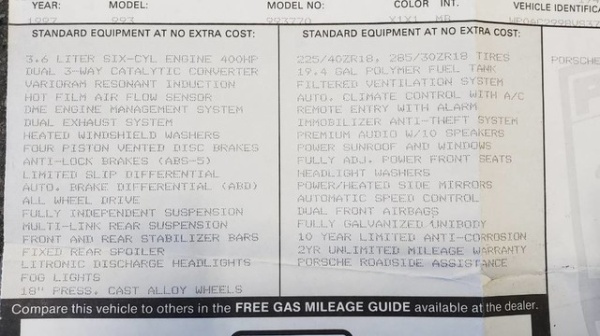 YEAR: MODEL: MODEL NO: COLOR INT. VEHICLE IDENTIFICA
1997 993 993770 X1X1 MB
STANDARD EQUIPMENT AT NO EXTRA COST:
3.6 LITER SIX-CYL ENGINE 400HP
DUAL 3-WAY CATALYTIC CONVERTER
VARIORAM RESONANT INDUCTION
HOT FILM AIR FLOW SENSOR
DME ENGINE MANAGEMENT SYSTEM
DUAL EXHAUST SYSTEM
HEATED WINDSHIELD WASHERS
FOUR PISTON VENTED DISC BRAKES
ANTI-LOCK BRAKES (ABS-5)
LIMITED SLIP DIFFERENTIAL
AUTO. BRAKE DIFFERENTIAL (ABD)
ALL WHEEL DRIVE
FULLY INDEPENDENT SUSPENSION
MULTI-LINK REAR SUSPENSION
FRONT AND REAR STABILIZER BARS
FIXED REAR SPOILER
LITRONIC DISCHARGE HEADLIGHTS
FOG LIGHTS
18" PRESS. CAST ALLOY WHEELS
STANDARD EQUIPMENT AT NO EXTRA COST:
225/40ZR18, 285/30ZR18 TIRES
19.4 GAL POLYMER FUEL TANK
FILTERED VENTILATION SYSTEM
AUTO. CLIMATE CONTROL WITH A/C
REMOTE ENTRY WITH ALARM
IMMOBILIZER ANTI-THEFT SYSTEM
PREMIUM AUDIO W/10 SPEAKERS
POWER SUNROOF AND WINDOWS
FULLY ADJ. POWER FRONT SEATS
HEADLIGHT WASHERS
POWER/HEATED SIDE MIRRORS
AUTOMATIC SPEED CONTROL
DUAL FRONT AIRBAGS
FULLY GALVANIZED UNIBODY
10 YEAR LIMITED ANTI-CORROSION
2YR UNLIMITED MILEAGE WARRANTY
PORSCHE ROADSIDE ASSISTANCE
PORSCHE
Compare this vehicle to others in the FREE GAS MILEAGE GUIDE available at the dealer.